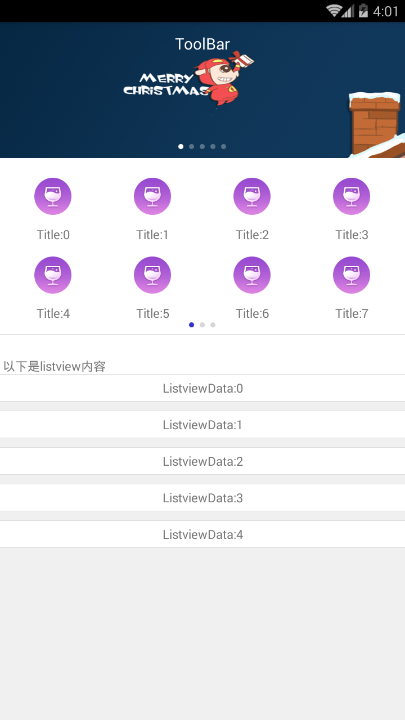 4:01
ToolBar
MERRY
CHRISTMAS
Title:0 Title:1 Title:2 Title:3
Title:4 Title:5 Title:6 Title:7
以下是listview内容
ListviewData:0
ListviewData:1
ListviewData:2
ListviewData:3
ListviewData:4